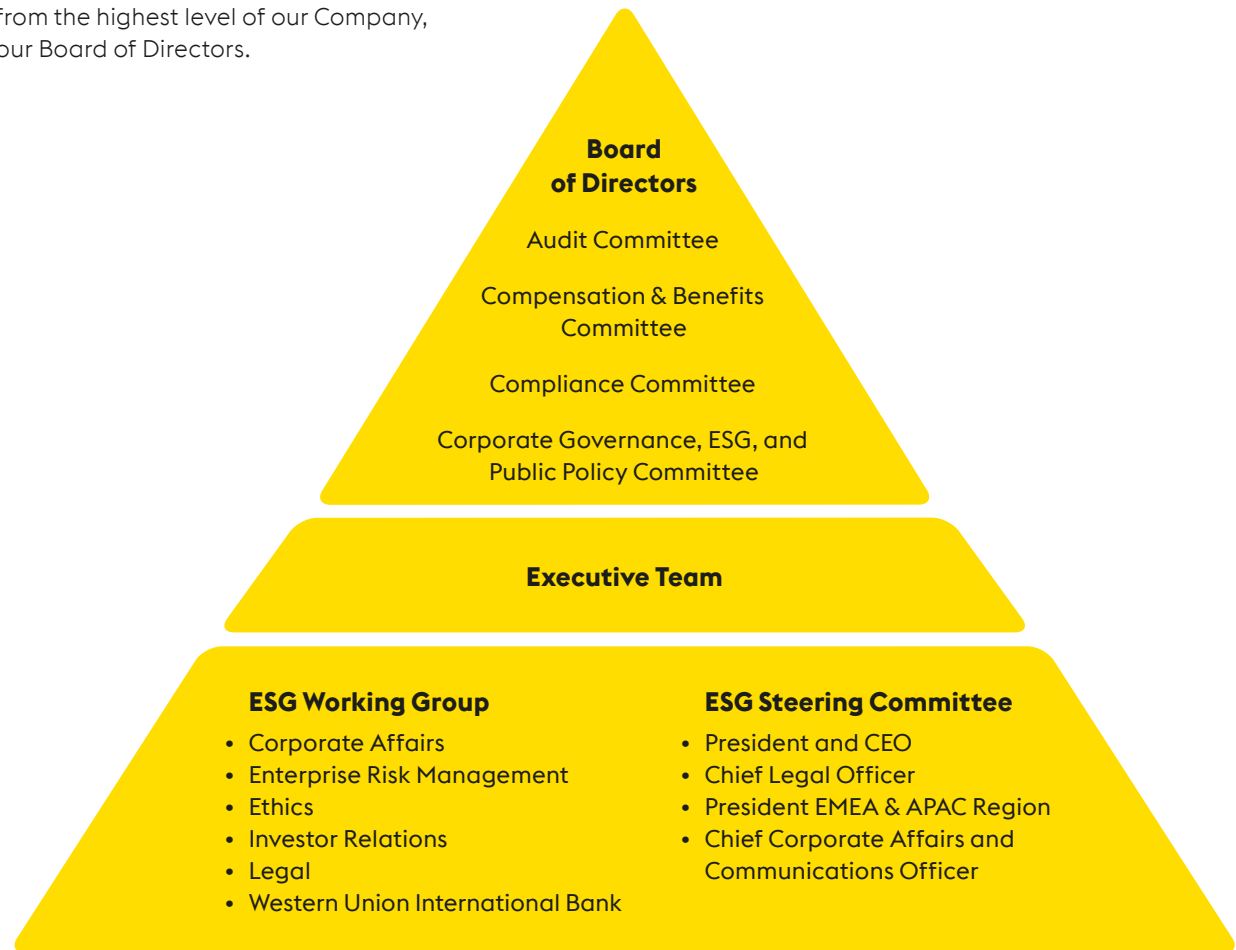 from the highest level of our Company,
our Board of Directors.
Board
of Directors
Audit Committee
Compensation & Benefits
Committee
Compliance Committee
Corporate Governance, ESG, and
Public Policy Committee
Executive Team
ESG Working Group
• Corporate Affairs
• Enterprise Risk Management
• Ethics
• Investor Relations
• Legal
• Western Union International Bank
ESG Steering Committee
• President and CEO
• Chief Legal Officer
• President EMEA & APAC Region
• Chief Corporate Affairs and
Communications Officer